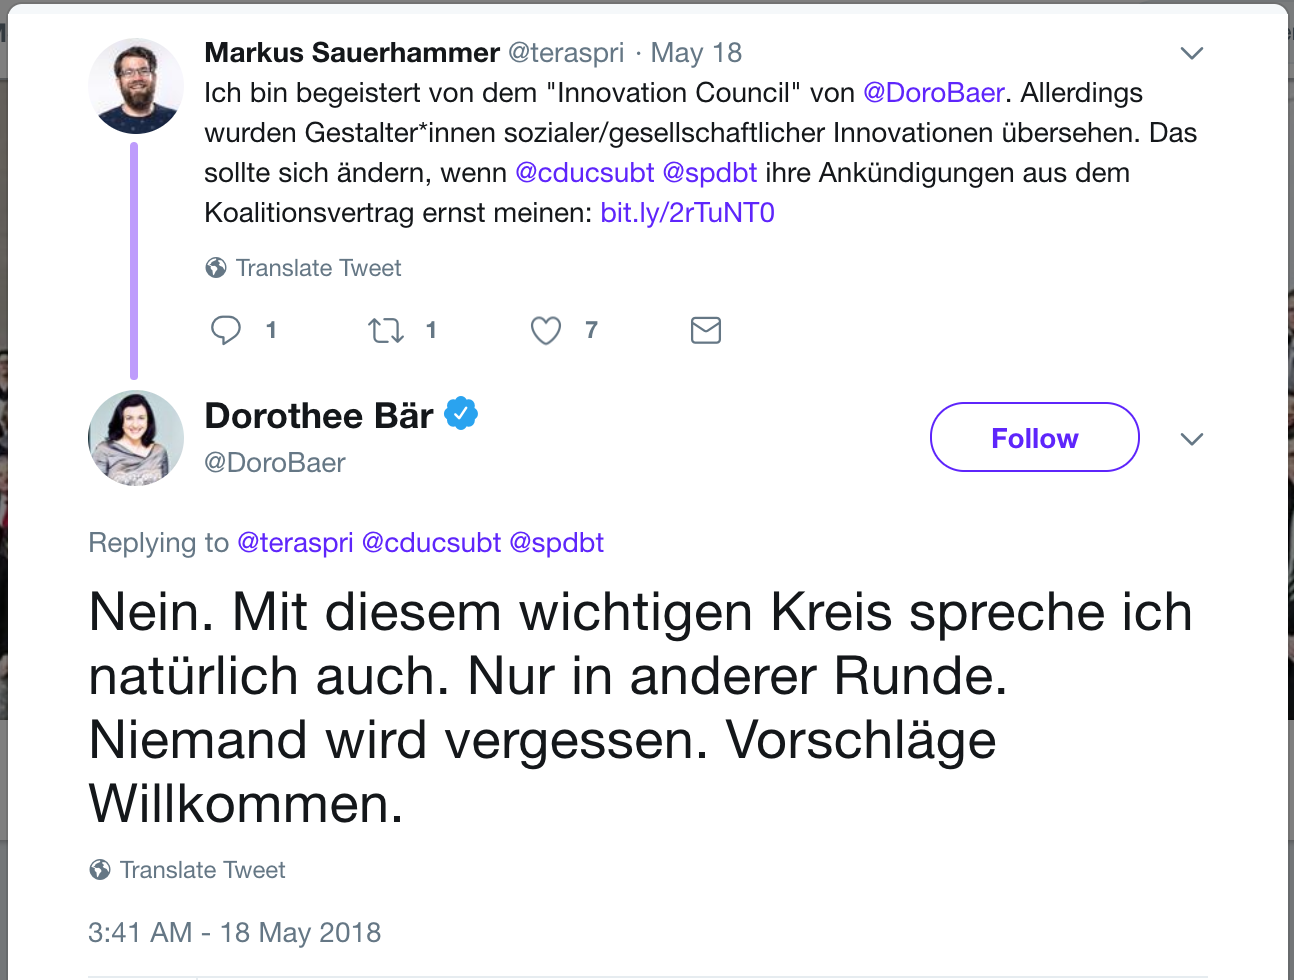 Markus Sauerhammer @teraspri · May 18
Ich bin begeistert von dem "Innovation Council" von @DoroBaer. Allerdings
wurden Gestalter*innen sozialer/gesellschaftlicher Innovationen übersehen. Das
sollte sich ändern, wenn @cducsubt @spdbt ihre Ankündigungen aus dem
Koalitionsvertrag ernst meinen: bit.ly/2rTuNT0
Translate Tweet
1 1 7
Dorothee Bär
@DoroBaer
Follow
Replying to @teraspri @cducsubt @spdbt
Nein. Mit diesem wichtigen Kreis spreche ich
natürlich auch. Nur in anderer Runde.
Niemand wird vergessen. Vorschläge
Willkommen.
Translate Tweet
3:41 AM - 18 May 2018